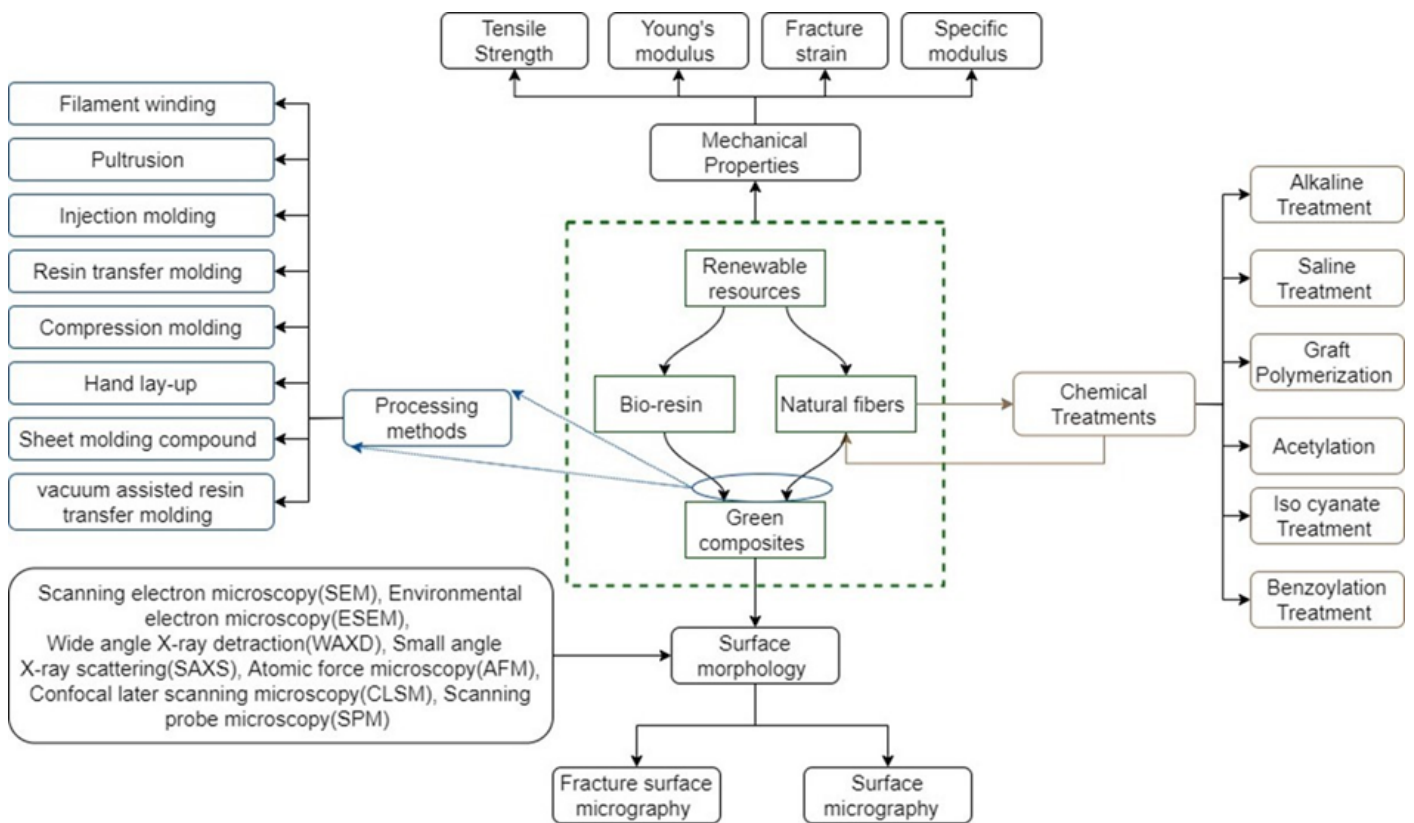 Tensile
Strength
Young's
modulus
Fracture
strain
Specific
modulus
Mechanical
Properties
Filament winding
Pultrusion
Injection molding
Resin transfer molding
Compression molding
Hand lay-up
Sheet molding compound
vacuum assisted resin
transfer molding
Processing
methods
Renewable
resources
Bio-resin
Natural fibers
Green
composites
Chemical
Treatments
Alkaline
Treatment
Saline
Treatment
Graft
Polymerization
Acetylation
Iso cyanate
Treatment
Benzoylation
Treatment
Scanning electron microscopy(SEM), Environmental
electron microscopy(ESEM),
Wide angle X-ray detraction(WAXD), Small angle
X-ray scattering(SAXS), Atomic force microscopy(AFM),
Confocal later scanning microscopy(CLSM), Scanning
probe microscopy(SPM)
Surface
morphology
Fracture surface
micrography
Surface
micrography